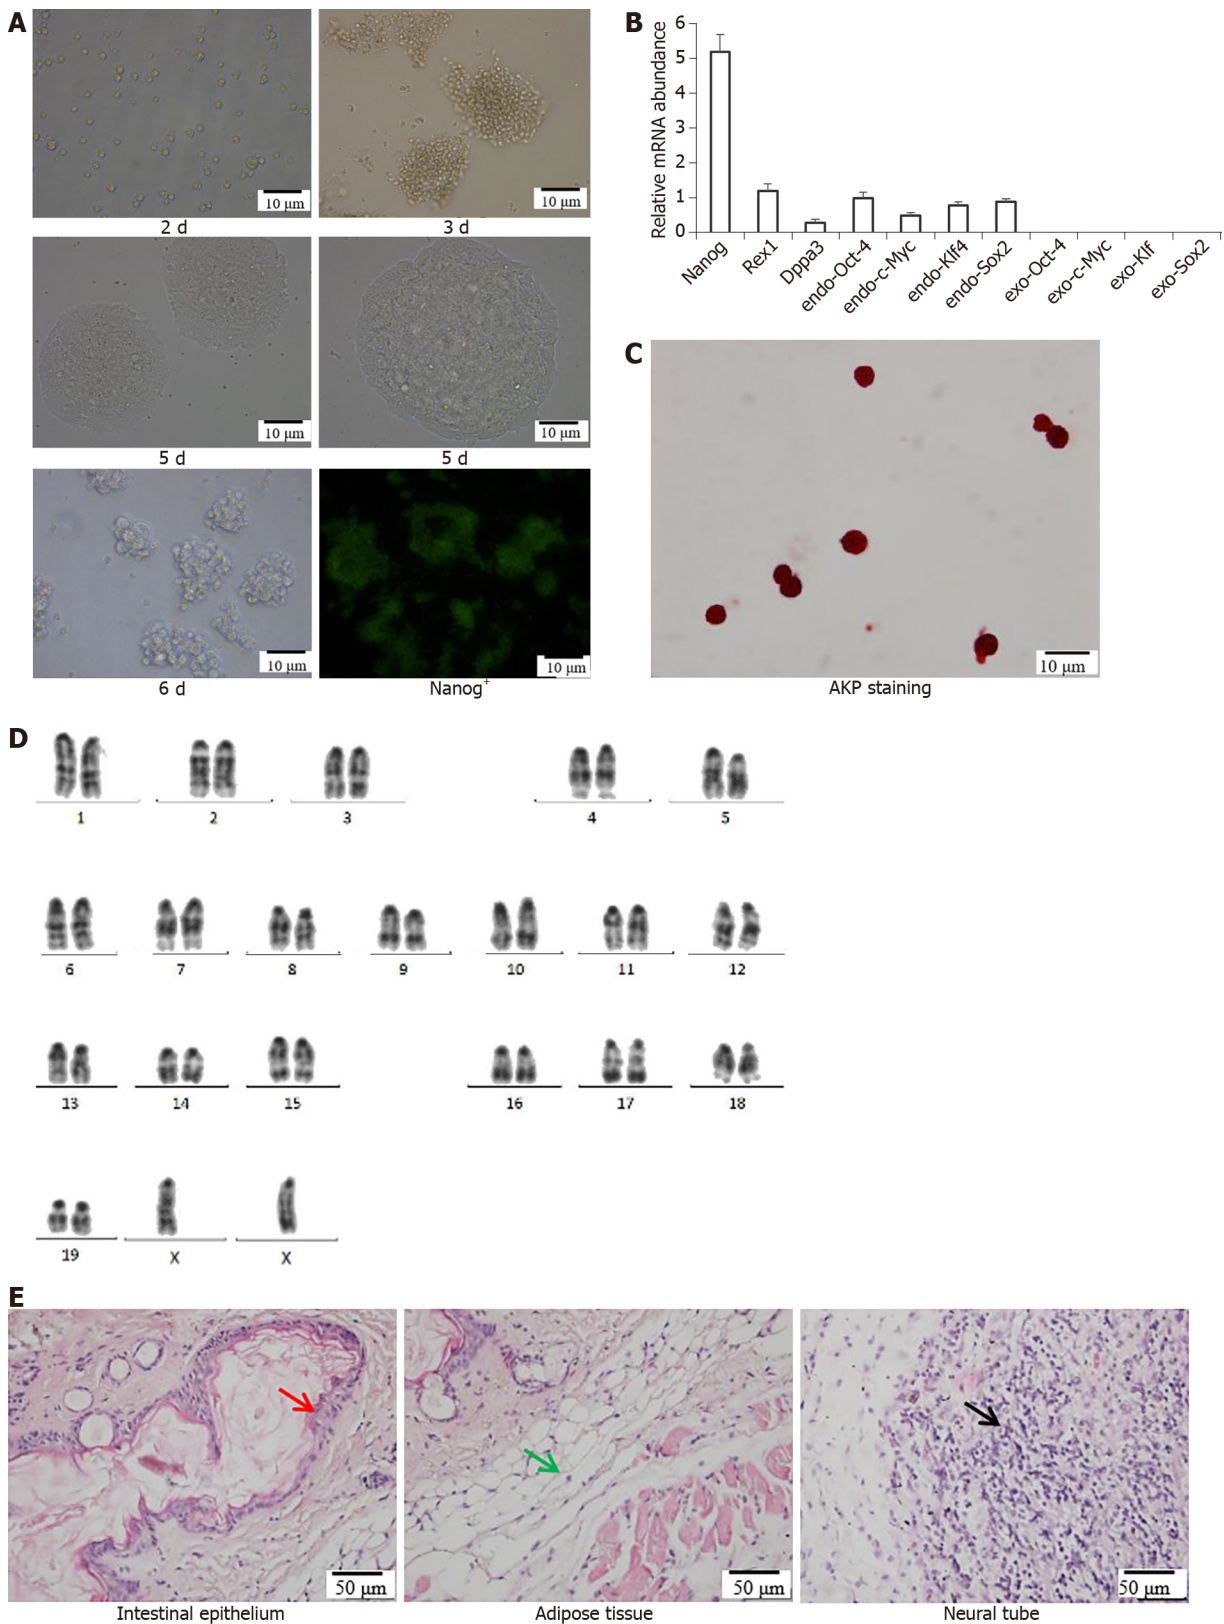 A
10 µm
10 µm
2 d
3 d
10 µm
10 µm
5 d
5 d
10 µm
10 µm
6 d
Nanog+
B
Relative mRNA abundance
6
5
4
3
2
1
0
Nanog
Rex1
Dppa3
endo-Oct-4
endo-c-Myc
endo-Klf4
endo-Sox2
exo-Oct-4
exo-c-Myc
exo-Klf
exo-Sox2
C
10 µm
AKP staining
D
1 2 3 4 5
6 7 8 9 10 11 12
13 14 15 16 17 18
19 X X
E
50 µm
50 µm
50 µm
Intestinal epithelium
Adipose tissue
Neural tube